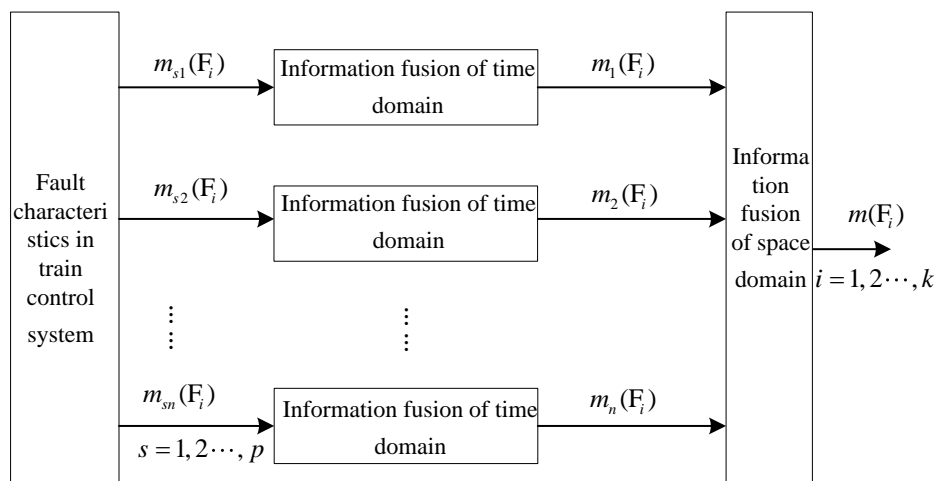 Fault
characteri
stics in
train
control
system
m_{s1}(F_i)
Information fusion of time
domain
m_1(F_i)
m_{s2}(F_i)
Information fusion of time
domain
m_2(F_i)
m_{sn}(F_i)
s = 1, 2⋯, p
Information fusion of time
domain
m_n(F_i)
Informa
tion
fusion
of space
domain
m(F_i)
i = 1, 2⋯, k